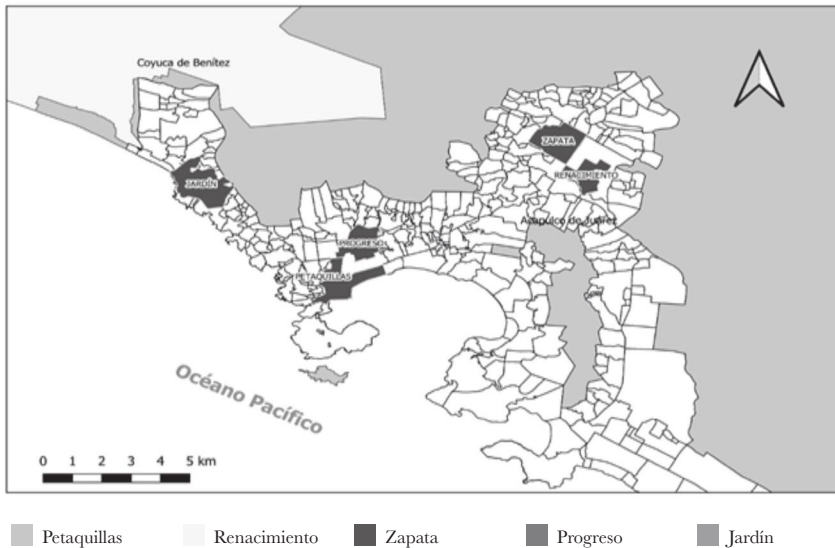 Coyuca de Benítez
ZAPATA
RENACIMIENTO
JARDÍN
Acapulco de Juárez
PROGRESO
PETAQUILLAS
Océano Pacífico
0 1 2 3 4 5 km
Petaquillas Renacimiento Zapata Progreso Jardín